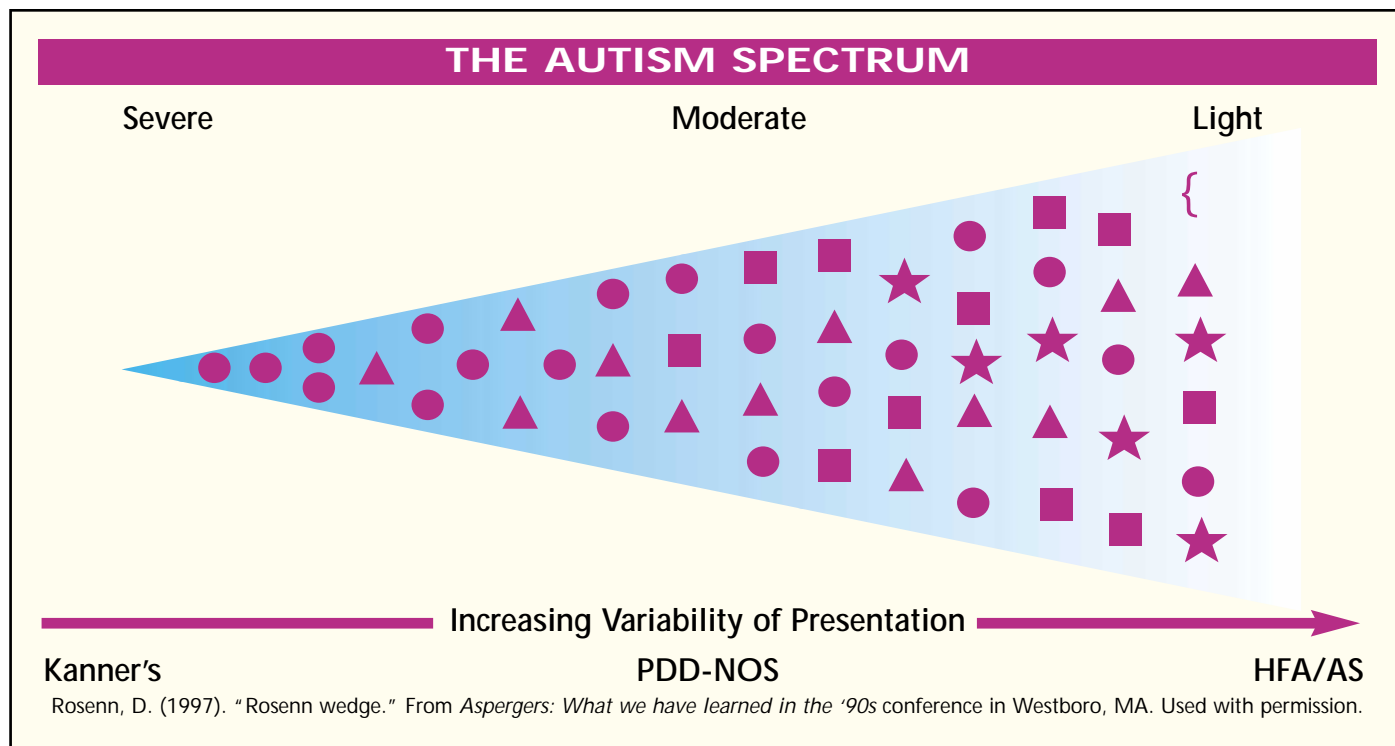 THE AUTISM SPECTRUM
Severe Moderate Light
{
Increasing Variability of Presentation
Kanner's PDD-NOS HFA/AS
Rosenn, D. (1997). “Rosenn wedge.” From Aspergers: What we have learned in the ‘90s conference in Westboro, MA. Used with permission.